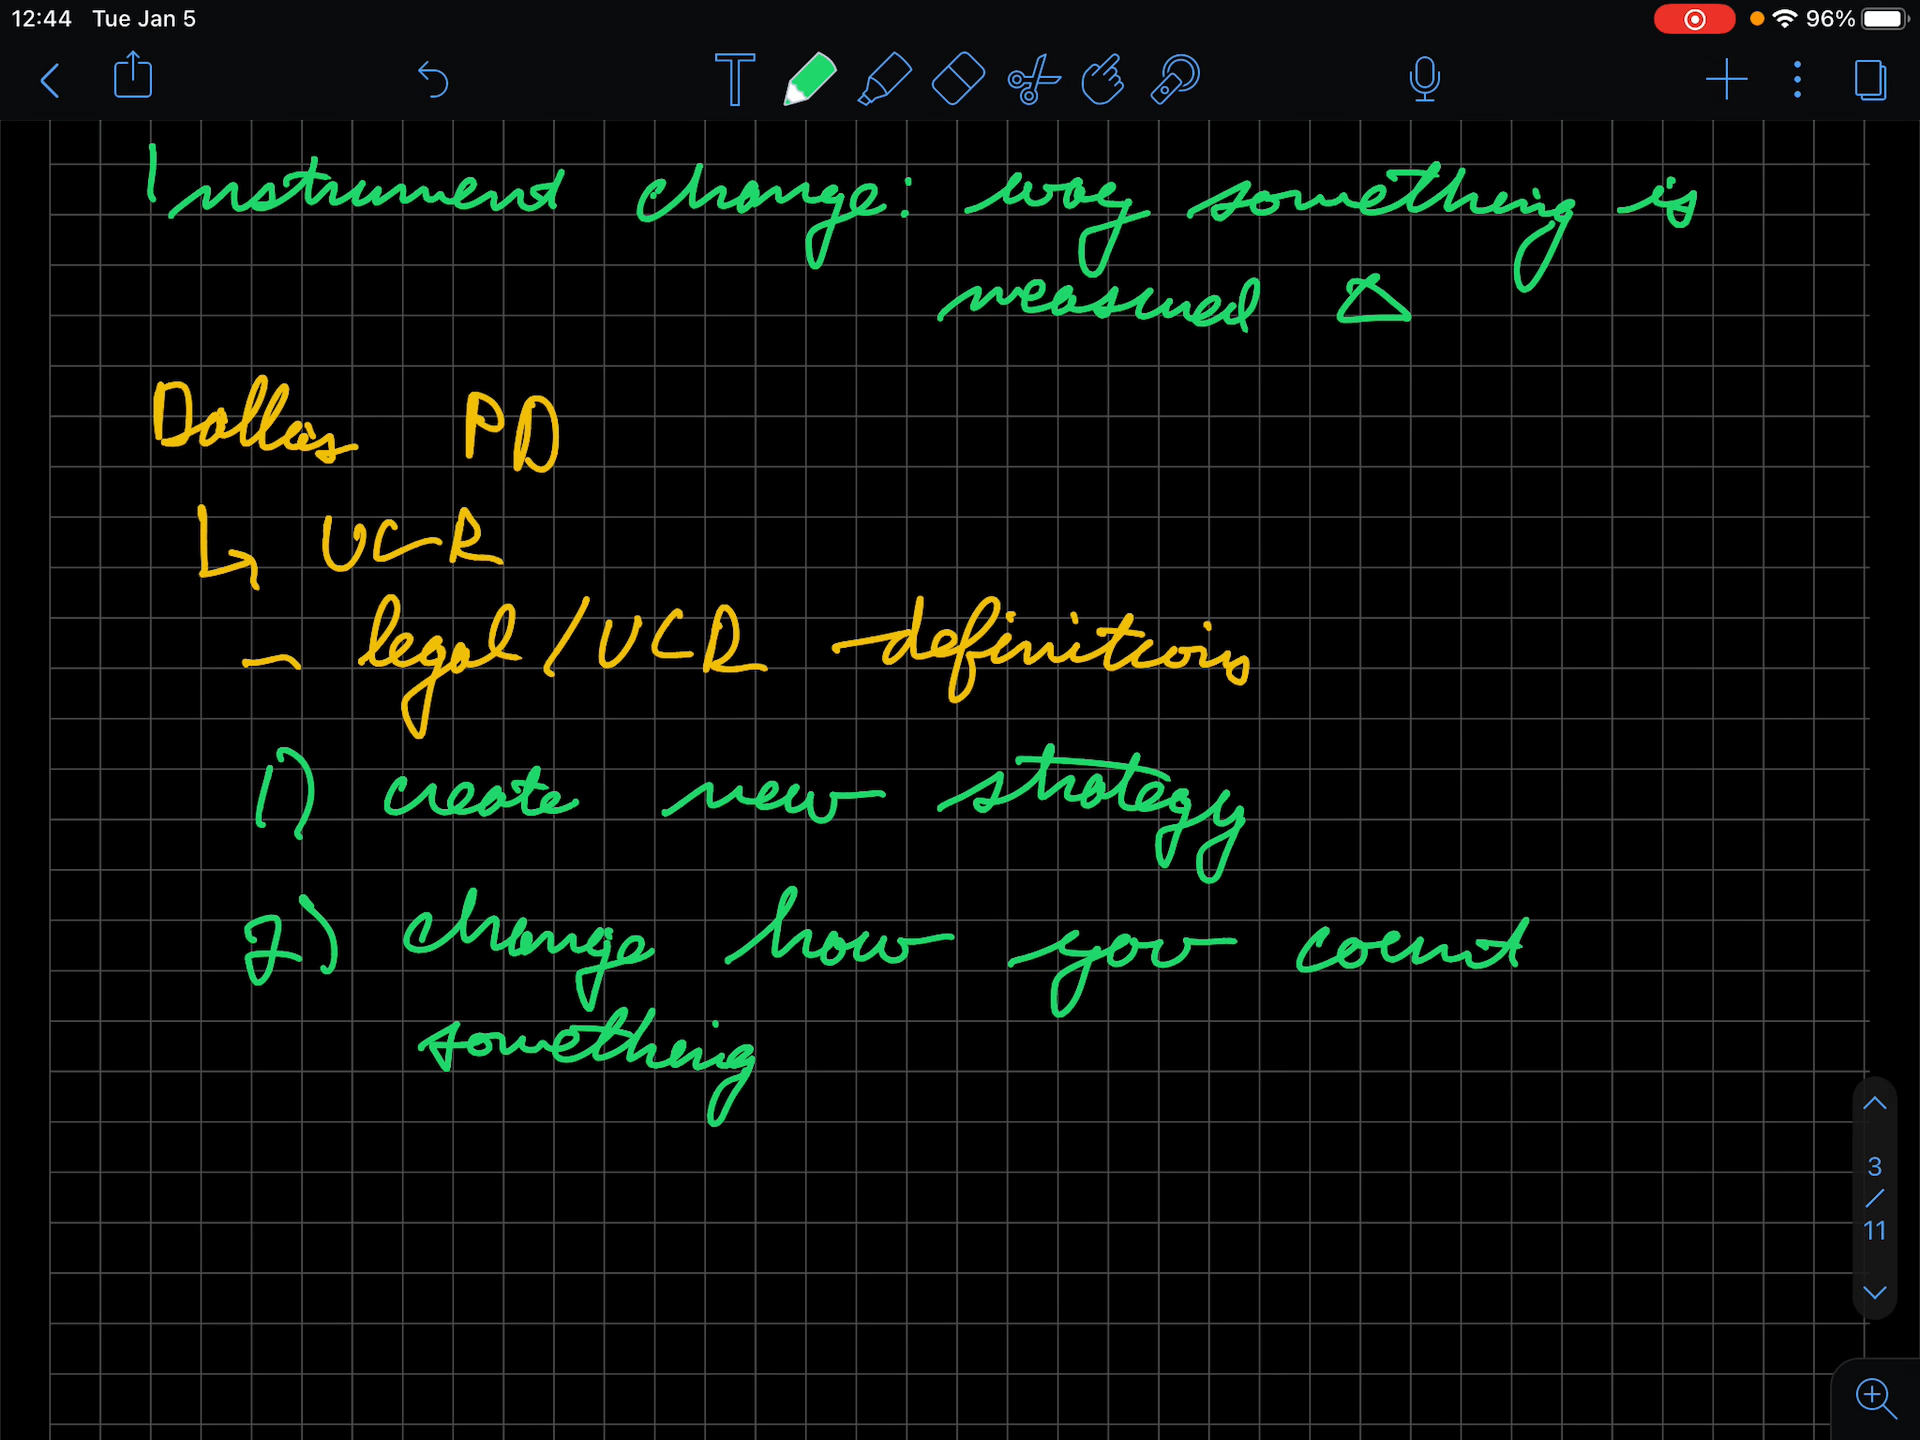 12:44 Tue Jan 5 96%
Instrument change: way something is
measured Δ
Dallas PD
↳ UCR
- legal/UCR definitions
1) create new strategy
2) change how you count
something
3
/
11